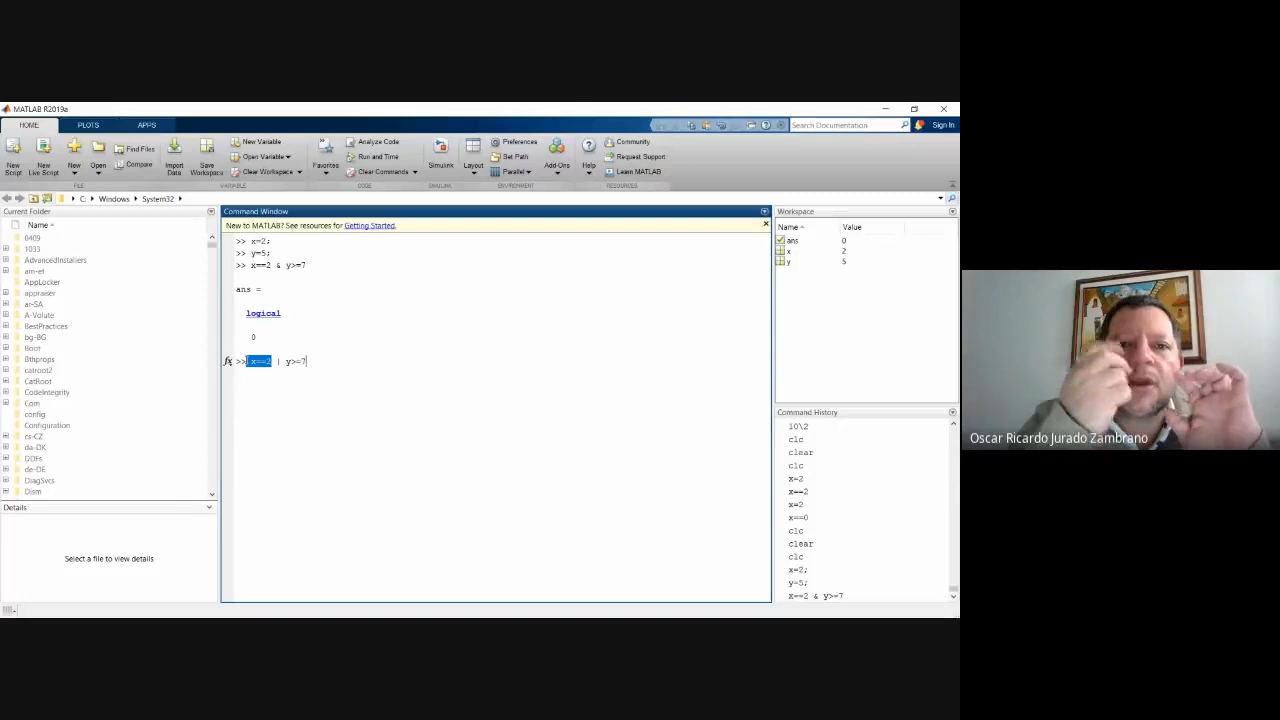 MATLAB R2019a
HOME PLOTS APPS
Search Documentation Sign In
New Script New Live Script New Open Find Files Compare Import Data Save Workspace New Variable Open Variable Clear Workspace Favorites Analyze Code Run and Time Clear Commands Simulink Layout Preferences Set Path Parallel Add-Ons Help Community Request Support Learn MATLAB
FILE VARIABLE CODE SIMULINK ENVIRONMENT RESOURCES
C: Windows System32
Current Folder
Name
0409
1033
AdvancedInstallers
am-et
AppLocker
appraiser
ar-SA
A-Volute
BestPractices
bg-BG
Boot
Bthprops
catroot2
CatRoot
CodeIntegrity
Com
config
Configuration
cs-CZ
da-DK
DDFs
de-DE
DiagSvcs
Dism
Details
Select a file to view details
Command Window
New to MATLAB? See resources for Getting Started.
>> x=2;
>> y=5;
>> x==2 & y>=7
ans =
logical
0
fx >> x==2 | y>=7
Workspace
Name Value
ans 0
x 2
y 5
Command History
10\2
clc
clear
clc
x=2
x==2
x=2
x==0
clc
clear
clc
x=2;
y=5;
x==2 & y>=7
Oscar Ricardo Jurado Zambrano